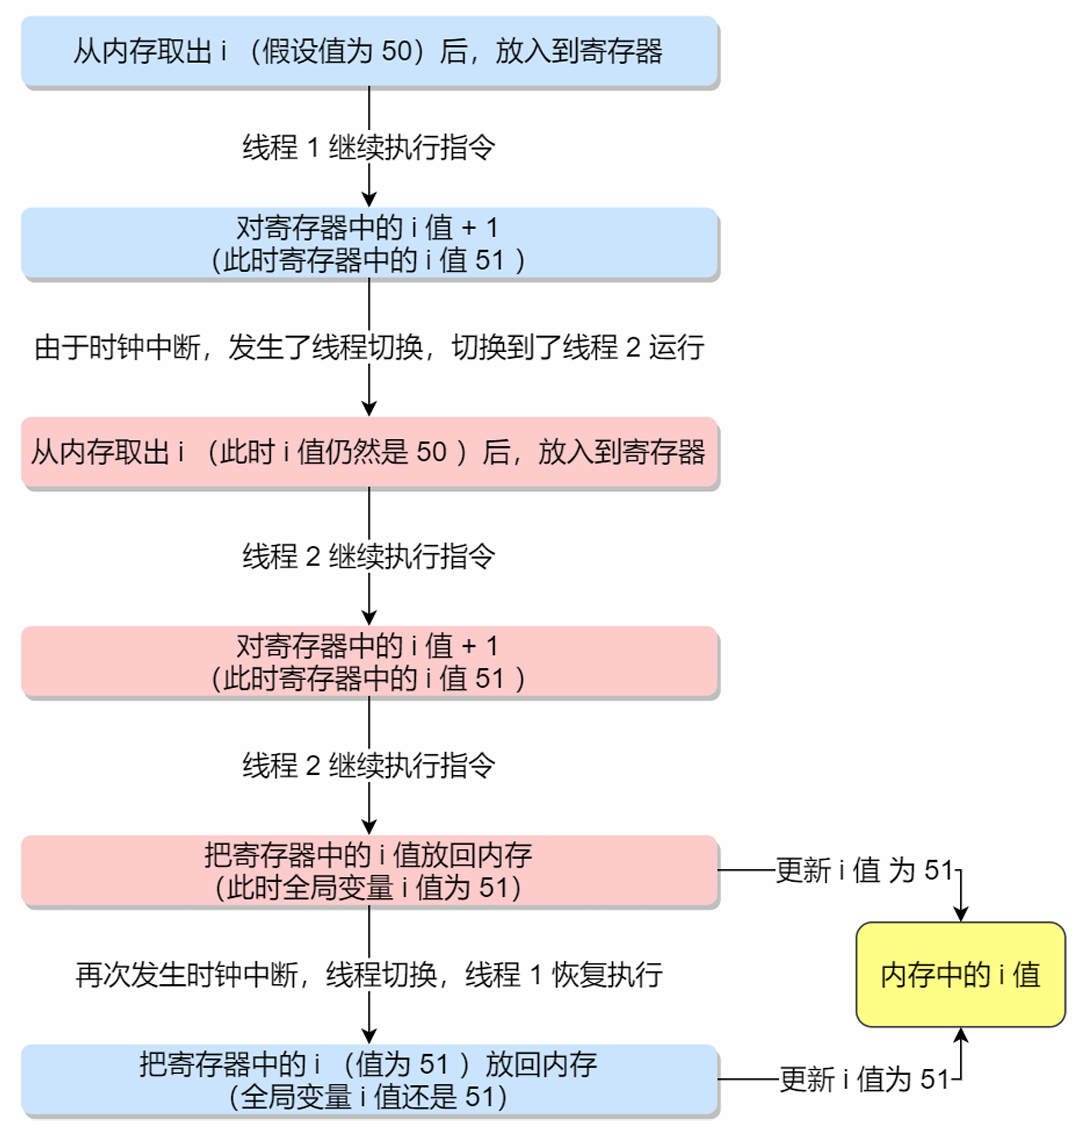 从内存取出 i （假设值为 50）后，放入到寄存器
线程 1 继续执行指令
对寄存器中的 i 值 + 1
（此时寄存器中的 i 值 51 ）
由于时钟中断，发生了线程切换，切换到了线程 2 运行
从内存取出 i （此时 i 值仍然是 50 ）后，放入到寄存器
线程 2 继续执行指令
对寄存器中的 i 值 + 1
（此时寄存器中的 i 值 51 ）
线程 2 继续执行指令
把寄存器中的 i 值放回内存
（此时全局变量 i 值为 51）
更新 i 值 为 51
再次发生时钟中断，线程切换，线程 1 恢复执行
内存中的 i 值
把寄存器中的 i （值为 51 ）放回内存
（全局变量 i 值还是 51）
更新 i 值为 51